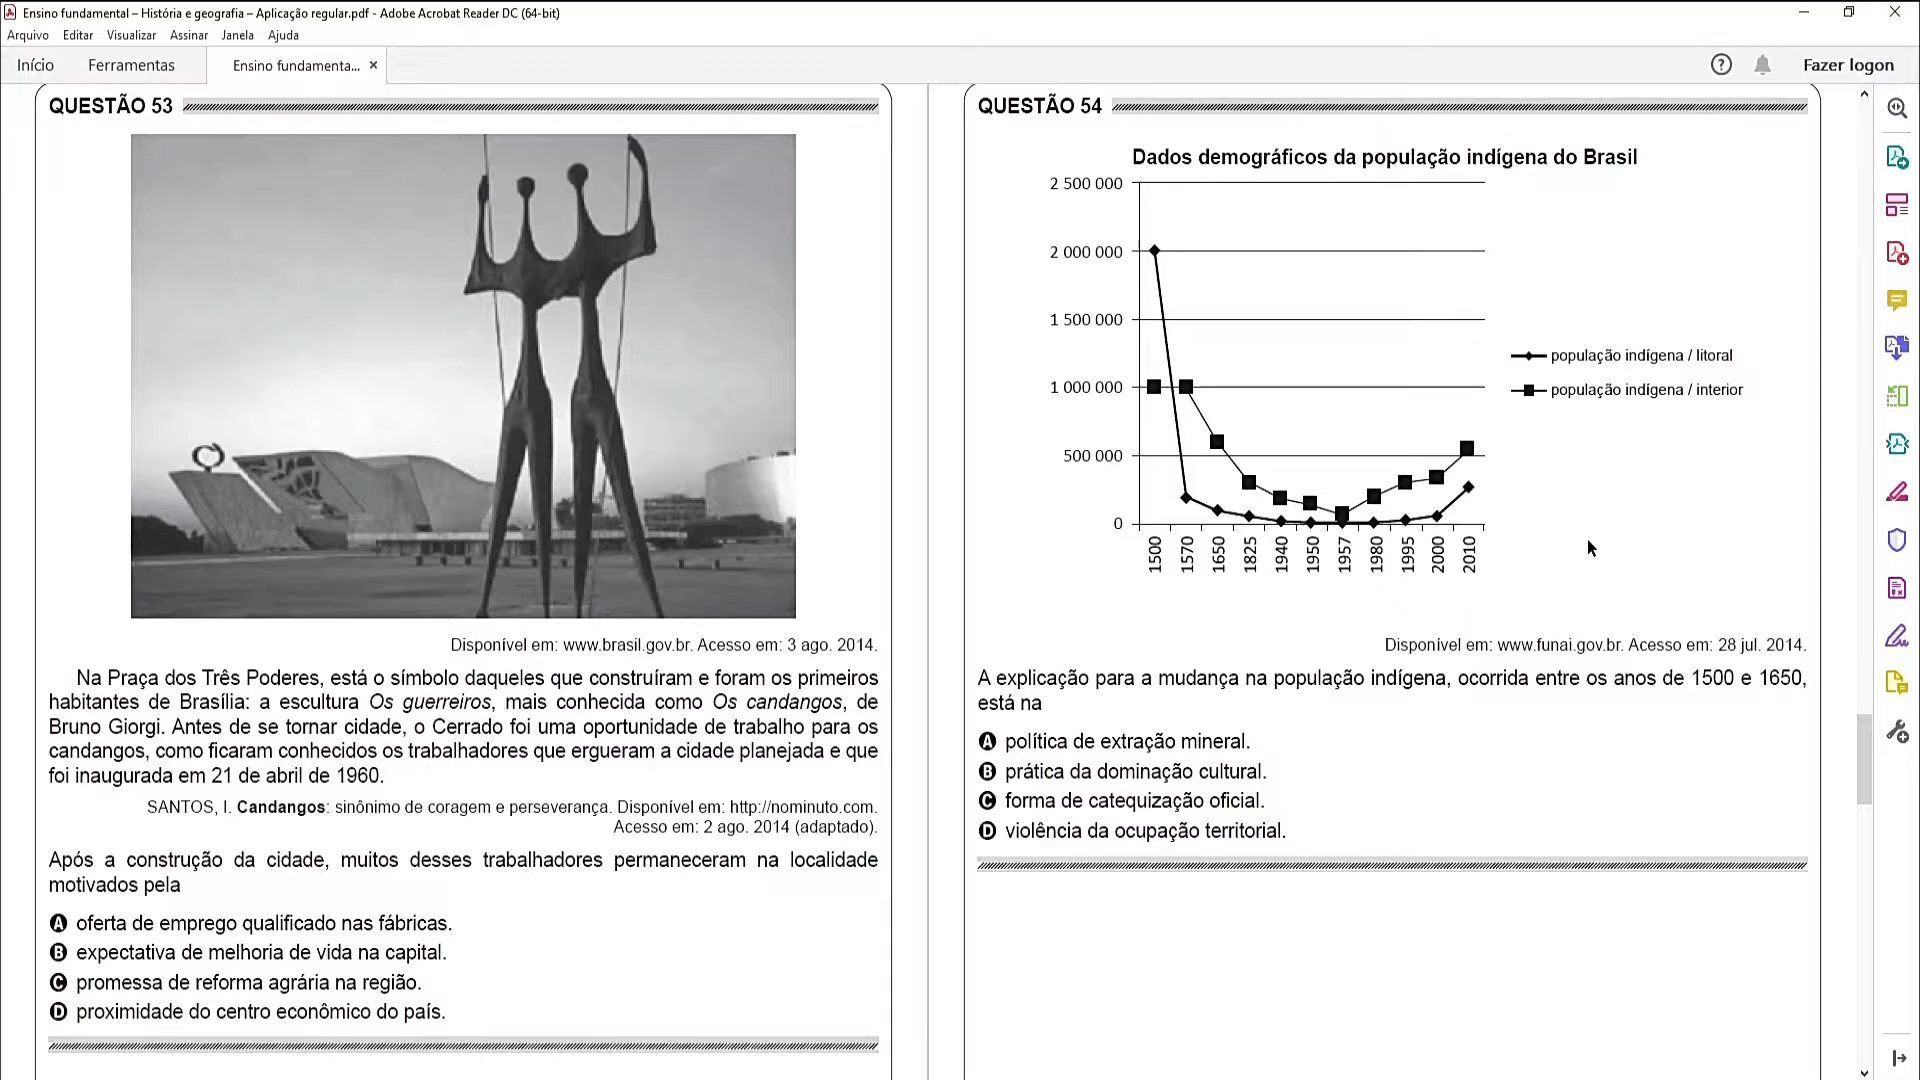 Ensino fundamental – História e geografia – Aplicação regular.pdf - Adobe Acrobat Reader DC (64-bit)
Arquivo Editar Visualizar Assinar Janela Ajuda
Início Ferramentas Ensino fundamenta... × Fazer logon
QUESTÃO 53
Disponível em: www.brasil.gov.br. Acesso em: 3 ago. 2014.
Na Praça dos Três Poderes, está o símbolo daqueles que construíram e foram os primeiros
habitantes de Brasília: a escultura Os guerreiros, mais conhecida como Os candangos, de
Bruno Giorgi. Antes de se tornar cidade, o Cerrado foi uma oportunidade de trabalho para os
candangos, como ficaram conhecidos os trabalhadores que ergueram a cidade planejada e que
foi inaugurada em 21 de abril de 1960.
SANTOS, I. Candangos: sinônimo de coragem e perseverança. Disponível em: http://nominuto.com.
Acesso em: 2 ago. 2014 (adaptado).
Após a construção da cidade, muitos desses trabalhadores permaneceram na localidade
motivados pela
A oferta de emprego qualificado nas fábricas.
B expectativa de melhoria de vida na capital.
C promessa de reforma agrária na região.
D proximidade do centro econômico do país.
QUESTÃO 54
Dados demográficos da população indígena do Brasil
2 500 000
2 000 000
1 500 000
1 000 000
500 000
0
1500 1570 1650 1825 1940 1950 1957 1980 1995 2000 2010
população indígena / litoral
população indígena / interior
Disponível em: www.funai.gov.br. Acesso em: 28 jul. 2014.
A explicação para a mudança na população indígena, ocorrida entre os anos de 1500 e 1650,
está na
A política de extração mineral.
B prática da dominação cultural.
C forma de catequização oficial.
D violência da ocupação territorial.